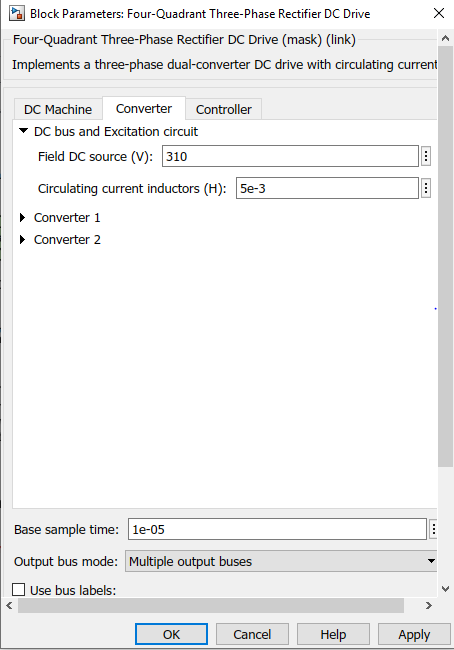 Block Parameters: Four-Quadrant Three-Phase Rectifier DC Drive
Four-Quadrant Three-Phase Rectifier DC Drive (mask) (link)
Implements a three-phase dual-converter DC drive with circulating current
DC Machine Converter Controller
DC bus and Excitation circuit
Field DC source (V): 310
Circulating current inductors (H): 5e-3
Converter 1
Converter 2
Base sample time: 1e-05
Output bus mode: Multiple output buses
Use bus labels:
OK Cancel Help Apply